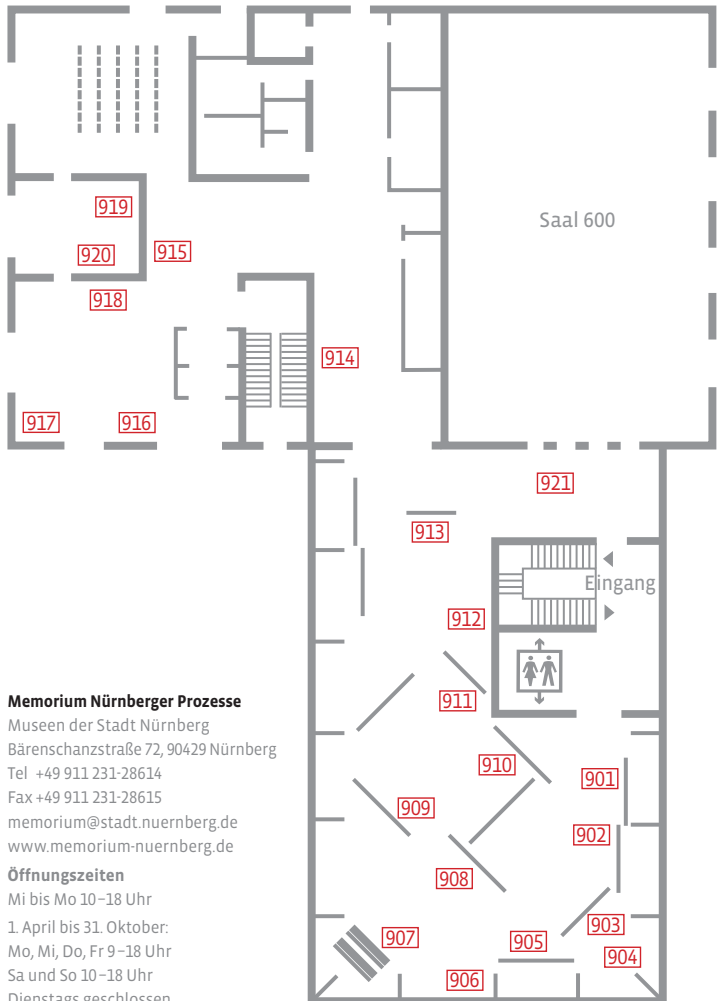 Saal 600
919
920
915
918
914
917
916
921
913
Eingang
912
911
910
901
909
902
908
903
907
905
904
906
Memorium Nürnberger Prozesse
Museen der Stadt Nürnberg
Bärenschanzstraße 72, 90429 Nürnberg
Tel +49 911 231-28614
Fax +49 911 231-28615
memorium@stadt.nuernberg.de
www.memorium-nuernberg.de
Öffnungszeiten
Mi bis Mo 10–18 Uhr
1. April bis 31. Oktober:
Mo, Mi, Do, Fr 9–18 Uhr
Sa und So 10–18 Uhr
Dienstags geschlossen